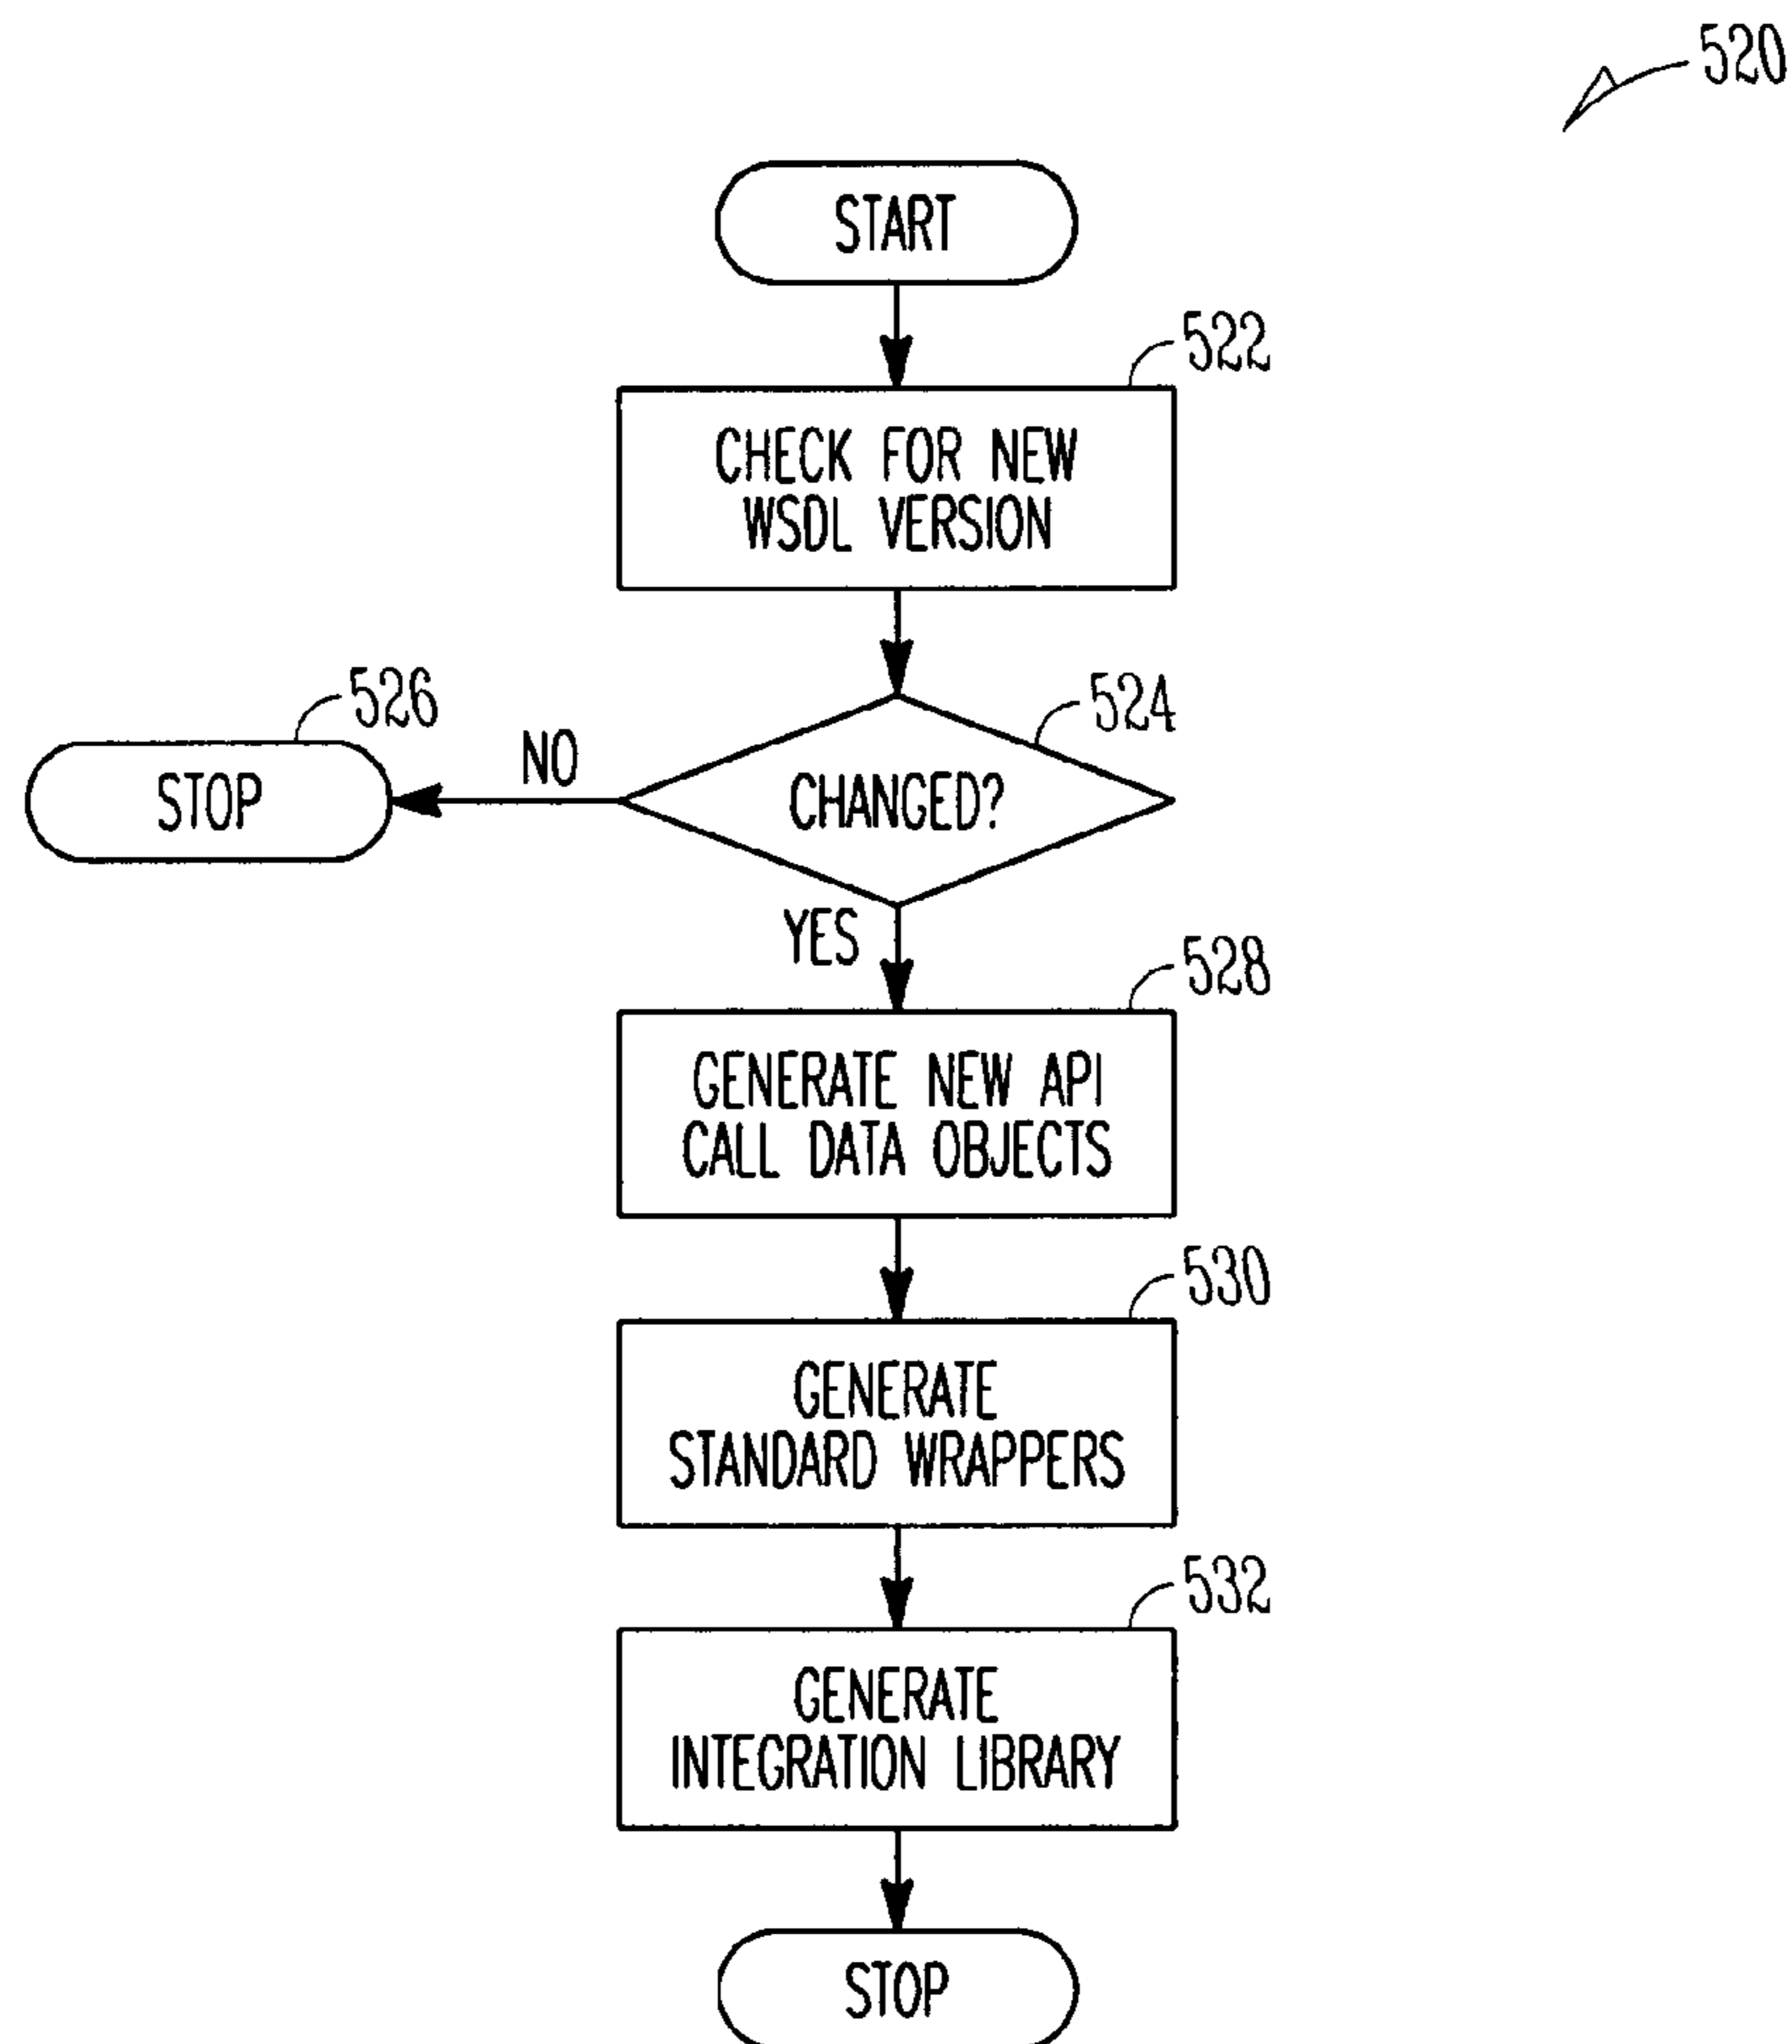 520
START
522
CHECK FOR NEW
WSDL VERSION
524
CHANGED?
526
NO
STOP
YES
528
GENERATE NEW API
CALL DATA OBJECTS
530
GENERATE
STANDARD WRAPPERS
532
GENERATE
INTEGRATION LIBRARY
STOP